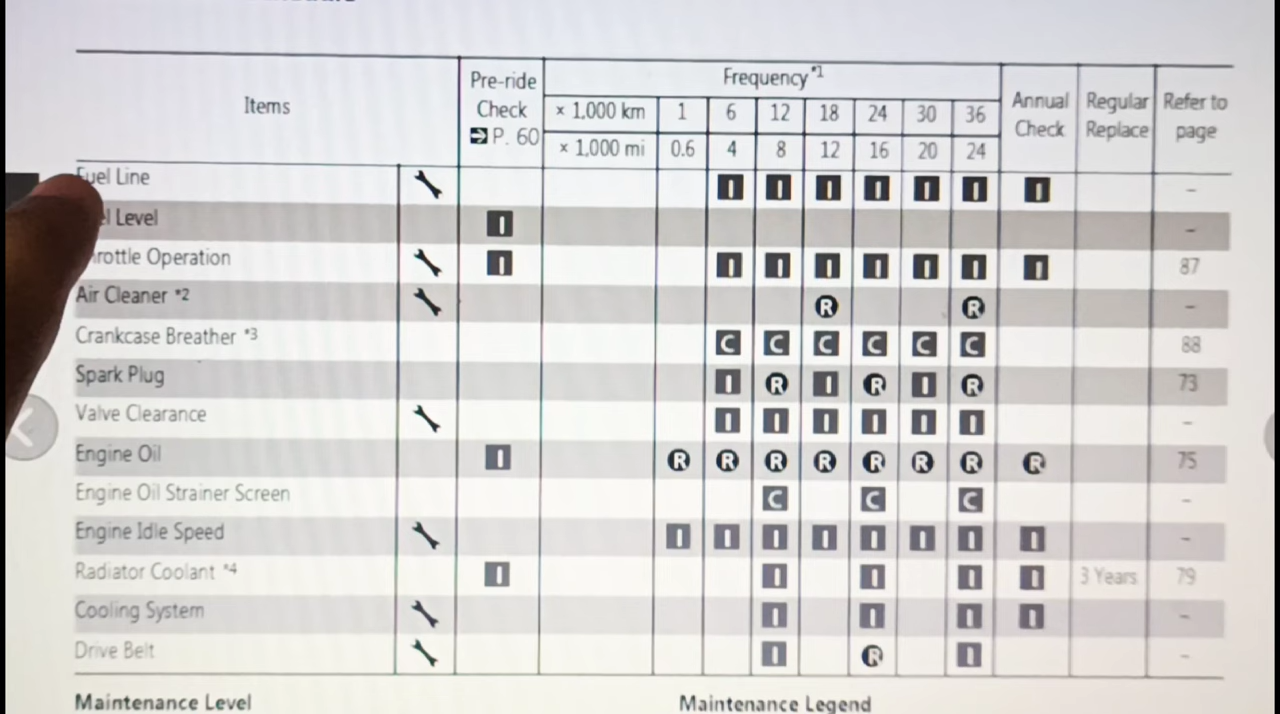 Items Pre-ride Check P. 60 Frequency *1 Annual Check Regular Replace Refer to page
× 1,000 km 1 6 12 18 24 30 36
× 1,000 mi 0.6 4 8 12 16 20 24
Fuel Line I I I I I I I –
Level I –
Throttle Operation I I I I I I I I 87
Air Cleaner *2 R R –
Crankcase Breather *3 C C C C C C 88
Spark Plug I R I R I R 73
Valve Clearance I I I I I I –
Engine Oil I R R R R R R R R 75
Engine Oil Strainer Screen C C C –
Engine Idle Speed I I I I I I I I –
Radiator Coolant *4 I I I I I 3 Years 79
Cooling System I I I I –
Drive Belt I R I –
Maintenance Level Maintenance Legend